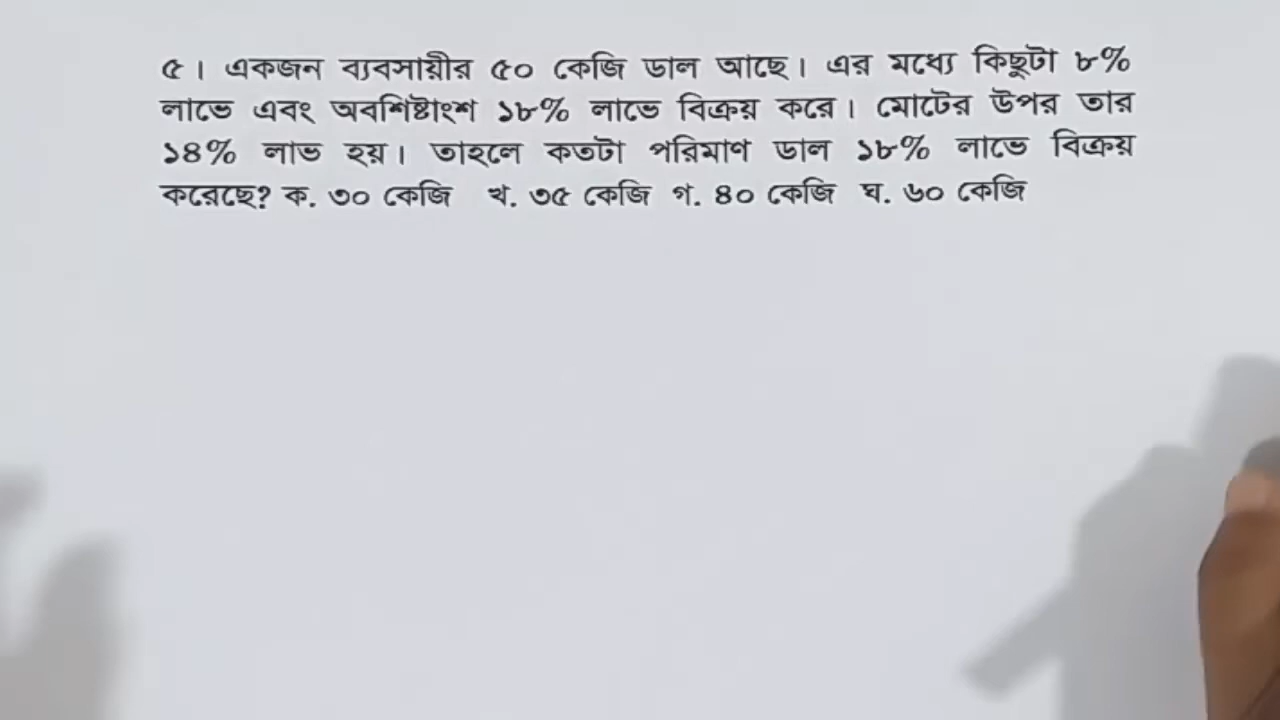 ৫। একজন ব্যবসায়ীর ৫০ কেজি ডাল আছে। এর মধ্যে কিছুটা ৮%
লাভে এবং অবশিষ্টাংশ ১৮% লাভে বিক্রয় করে। মোটের উপর তার
১৪% লাভ হয়। তাহলে কতটা পরিমাণ ডাল ১৮% লাভে বিক্রয়
করেছে? ক. ৩০ কেজি খ. ৩৫ কেজি গ. ৪০ কেজি ঘ. ৬০ কেজি